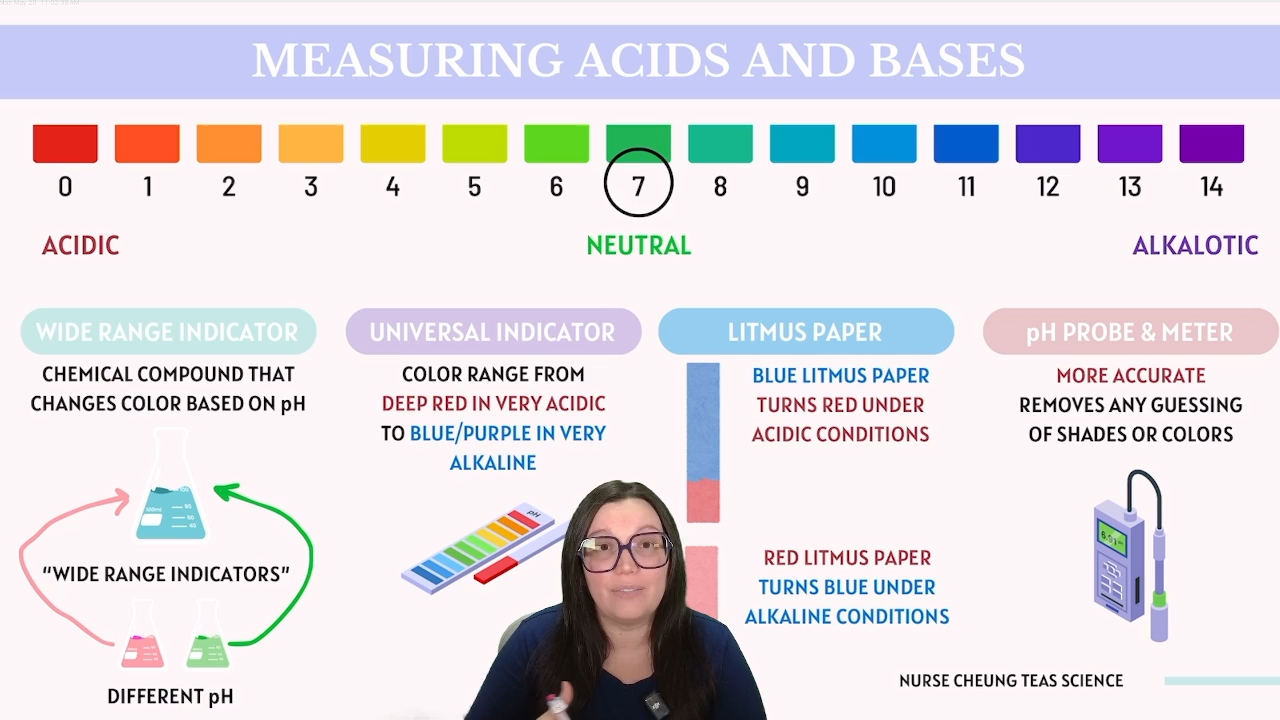 MEASURING ACIDS AND BASES
0 1 2 3 4 5 6 7 8 9 10 11 12 13 14
ACIDIC
NEUTRAL
ALKALOTIC
WIDE RANGE INDICATOR
CHEMICAL COMPOUND THAT
CHANGES COLOR BASED ON pH
"WIDE RANGE INDICATORS"
DIFFERENT pH
UNIVERSAL INDICATOR
COLOR RANGE FROM
DEEP RED IN VERY ACIDIC
TO BLUE/PURPLE IN VERY
ALKALINE
pH
LITMUS PAPER
BLUE LITMUS PAPER
TURNS RED UNDER
ACIDIC CONDITIONS
RED LITMUS PAPER
TURNS BLUE UNDER
ALKALINE CONDITIONS
pH PROBE & METER
MORE ACCURATE
REMOVES ANY GUESSING
OF SHADES OR COLORS
NURSE CHEUNG TEAS SCIENCE